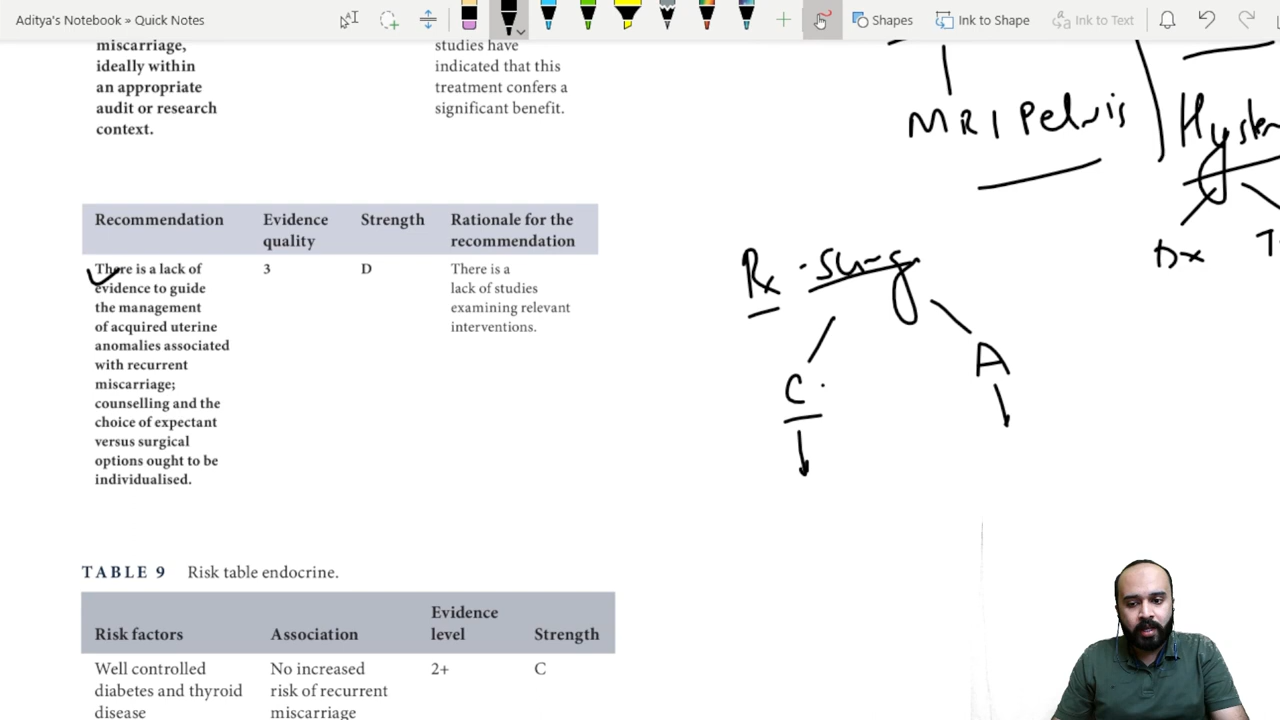 Aditya's Notebook » Quick Notes
Shapes
Ink to Shape
Ink to Text
miscarriage,
ideally within
an appropriate
audit or research
context.
studies have
indicated that this
treatment confers a
significant benefit.
MRI Pelvis
Hyster
Dx
T
Recommendation
Evidence
quality
Strength
Rationale for the
recommendation
There is a lack of
evidence to guide
the management
of acquired uterine
anomalies associated
with recurrent
miscarriage;
counselling and the
choice of expectant
versus surgical
options ought to be
individualised.
3
D
There is a
lack of studies
examining relevant
interventions.
Rx - surg
C
A
TABLE 9 Risk table endocrine.
Risk factors
Association
Evidence
level
Strength
Well controlled
diabetes and thyroid
disease
No increased
risk of recurrent
miscarriage
2+
C